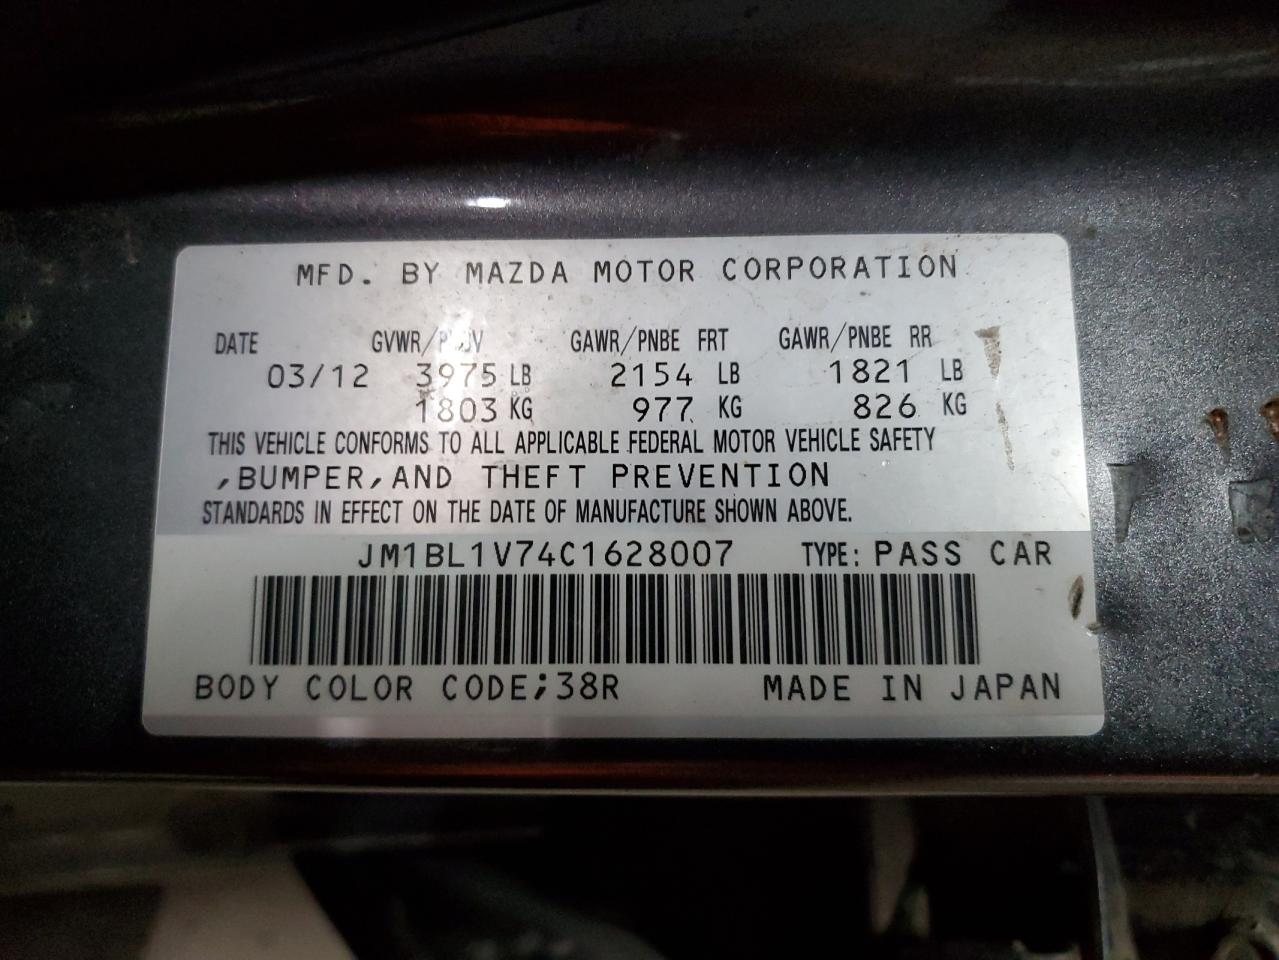 MFD. BY MAZDA MOTOR CORPORATION
DATE GVWR/PNBV GAWR/PNBE FRT GAWR/PNBE RR
03/12 3975 LB 2154 LB 1821 LB
1803 KG 977 KG 826 KG
THIS VEHICLE CONFORMS TO ALL APPLICABLE FEDERAL MOTOR VEHICLE SAFETY
,BUMPER,AND THEFT PREVENTION
STANDARDS IN EFFECT ON THE DATE OF MANUFACTURE SHOWN ABOVE.
JM1BL1V74C1628007 TYPE: PASS CAR
BODY COLOR CODE;38R MADE IN JAPAN